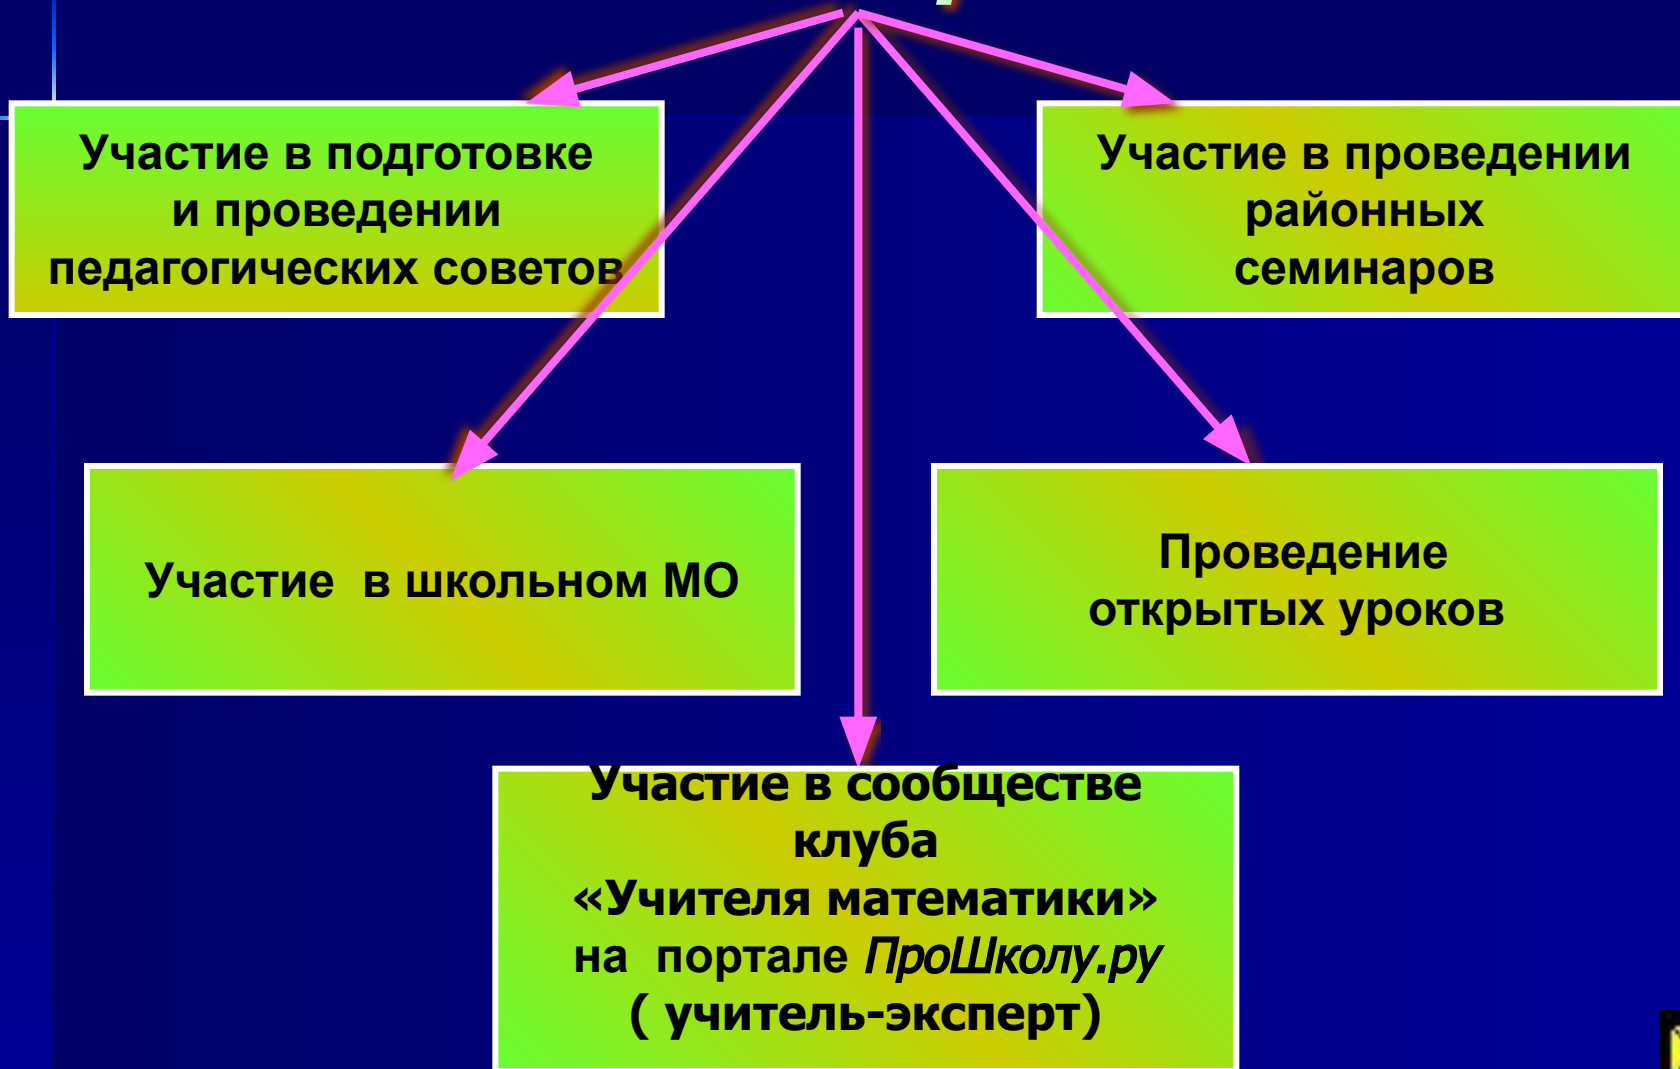 Участие в подготовке
и проведении
педагогических советов
Участие в проведении
районных
семинаров
Участие в школьном МО
Проведение
открытых уроков
Участие в сообществе
клуба
«Учителя математики»
на портале ПроШколу.ру
( учитель-эксперт)